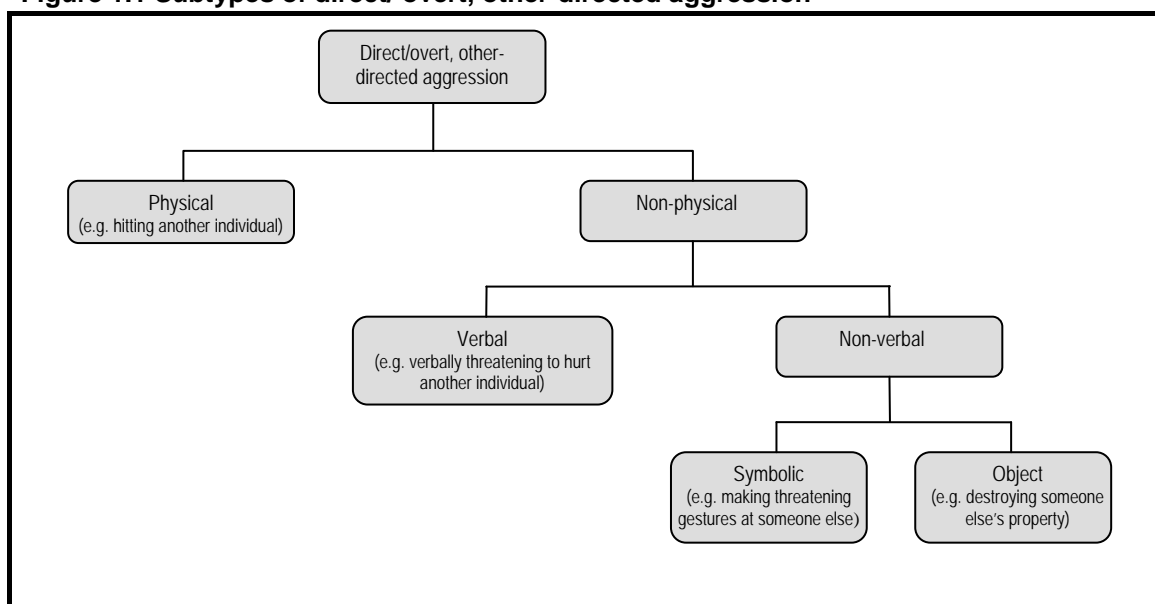 Figure 1.1 Subtypes of direct/ overt, other-directed aggression
Direct/overt, other-
directed aggression
Physical
(e.g. hitting another individual)
Non-physical
Verbal
(e.g. verbally threatening to hurt
another individual)
Non-verbal
Symbolic
(e.g. making threatening
gestures at someone else)
Object
(e.g. destroying someone
else's property)